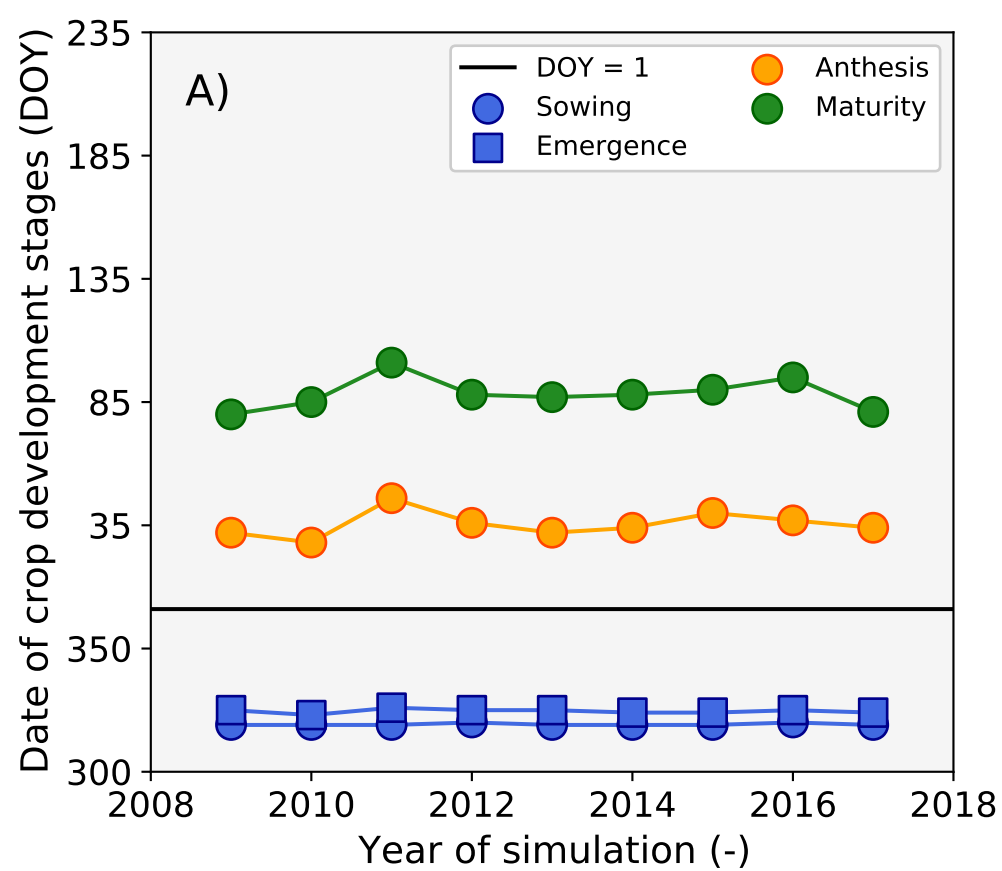 A)
DOY = 1
Sowing
Emergence
Anthesis
Maturity
Date of crop development stages (DOY)
235
185
135
85
35
350
300
2008 2010 2012 2014 2016 2018
Year of simulation (-)